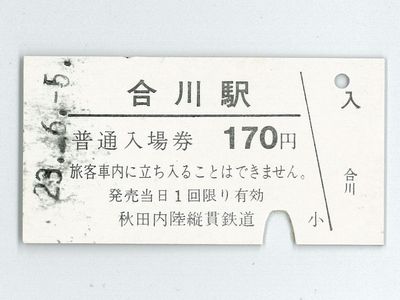 合川駅
普通入場券 170円
旅客車内に立ち入ることはできません。
発売当日1回限り有効
秋田内陸縦貫鉄道 小
入
合川
23.-6.-5.